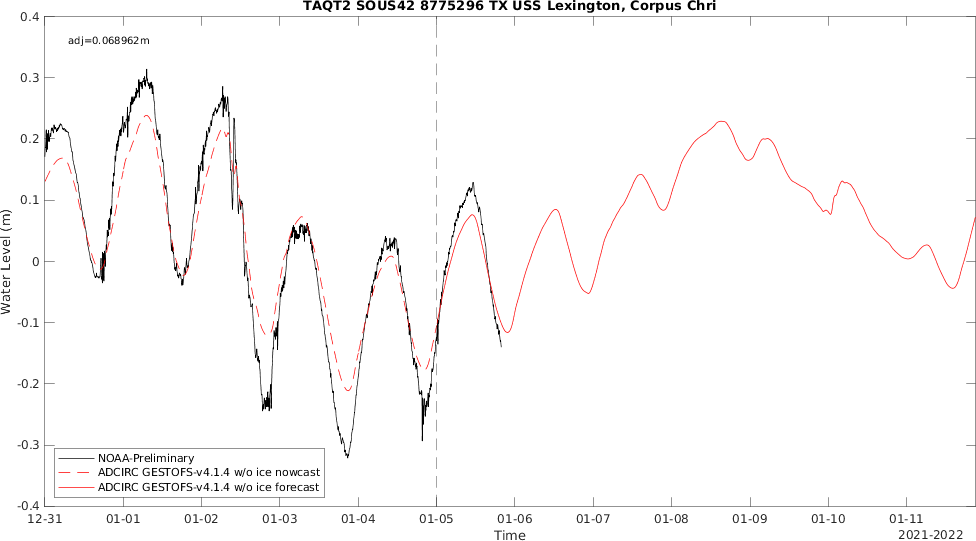 TAQT2 SOUS42 8775296 TX USS Lexington, Corpus Chri
adj=0.068962m
0.4
0.3
0.2
0.1
0
-0.1
-0.2
-0.3
-0.4
Water Level (m)
NOAA-Preliminary
ADCIRC GESTOFS-v4.1.4 w/o ice nowcast
ADCIRC GESTOFS-v4.1.4 w/o ice forecast
12-31 01-01 01-02 01-03 01-04 01-05 01-06 01-07 01-08 01-09 01-10 01-11
Time
2021-2022